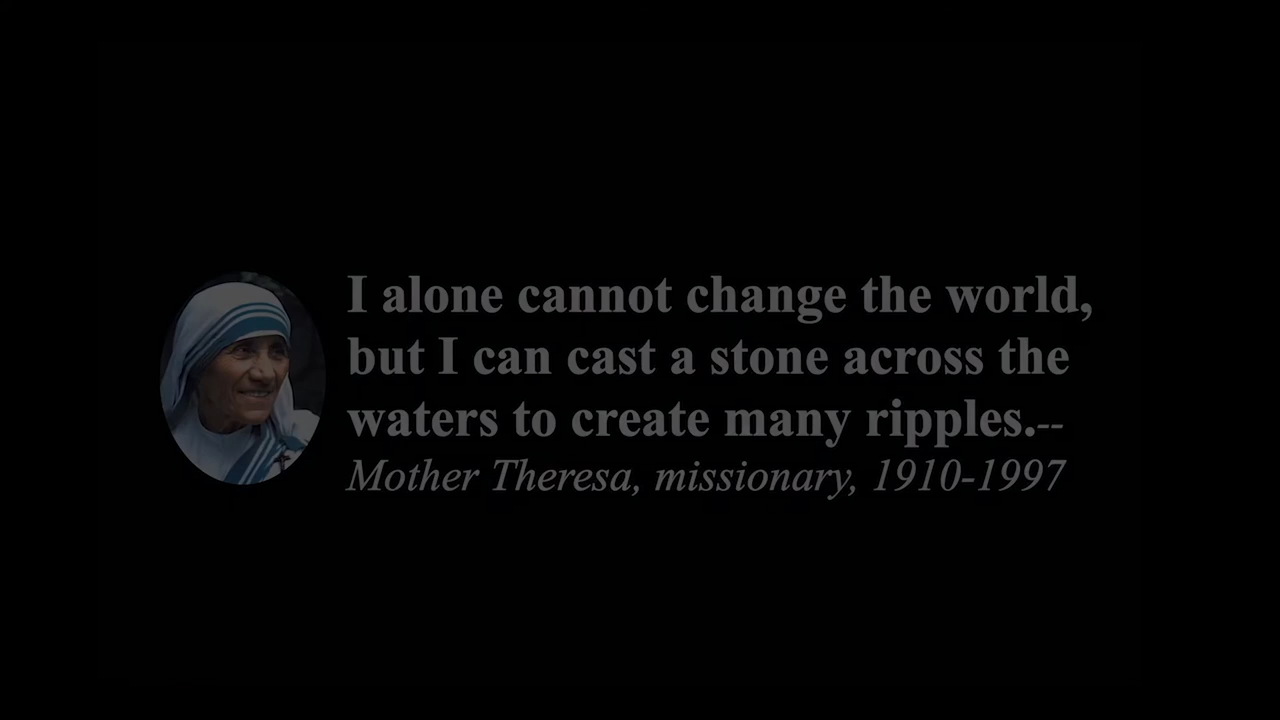 I alone cannot change the world,
but I can cast a stone across the
waters to create many ripples.--
Mother Theresa, missionary, 1910-1997